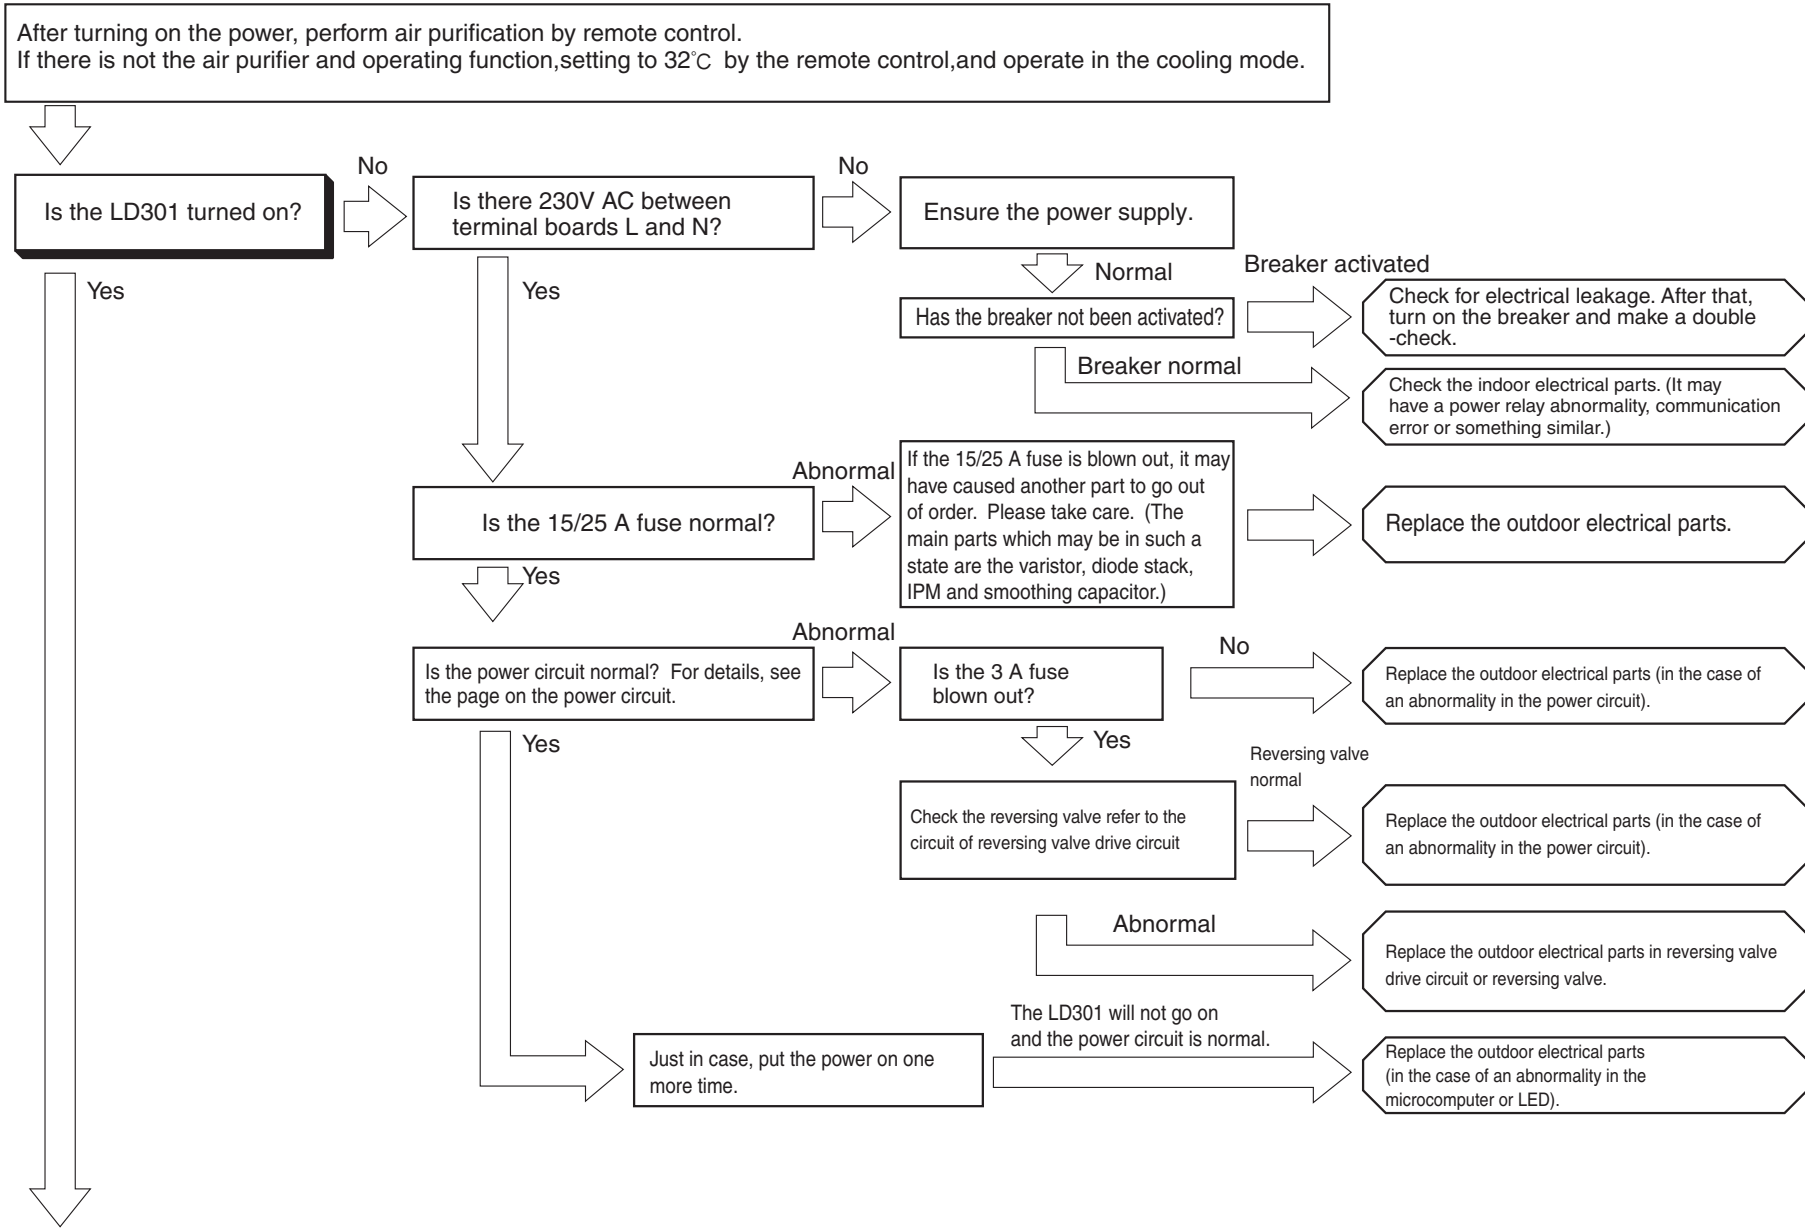 After turning on the power, perform air purification by remote control.
If there is not the air purifier and operating function,setting to 32°C by the remote control,and operate in the cooling mode.
Is the LD301 turned on?
No
Is there 230V AC between
terminal boards L and N?
No
Ensure the power supply.
Yes
Yes
Normal
Breaker activated
Has the breaker not been activated?
Check for electrical leakage. After that,
turn on the breaker and make a double
-check.
Breaker normal
Check the indoor electrical parts. (It may
have a power relay abnormality, communication
error or something similar.)
Is the 15/25 A fuse normal?
Abnormal
If the 15/25 A fuse is blown out, it may
have caused another part to go out
of order. Please take care. (The
main parts which may be in such a
state are the varistor, diode stack,
IPM and smoothing capacitor.)
Replace the outdoor electrical parts.
Yes
Is the power circuit normal? For details, see
the page on the power circuit.
Abnormal
Is the 3 A fuse
blown out?
No
Replace the outdoor electrical parts (in the case of
an abnormality in the power circuit).
Yes
Yes
Check the reversing valve refer to the
circuit of reversing valve drive circuit
Reversing valve
normal
Replace the outdoor electrical parts (in the case of
an abnormality in the power circuit).
Abnormal
Replace the outdoor electrical parts in reversing valve
drive circuit or reversing valve.
Just in case, put the power on one
more time.
The LD301 will not go on
and the power circuit is normal.
Replace the outdoor electrical parts
(in the case of an abnormality in the
microcomputer or LED).